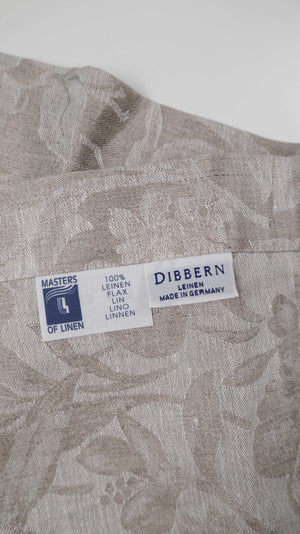 MASTERS
OF LINEN
100%
LEINEN
FLAX
LIN
LINO
LINNEN
DIBBERN
LEINEN
MADE IN GERMANY